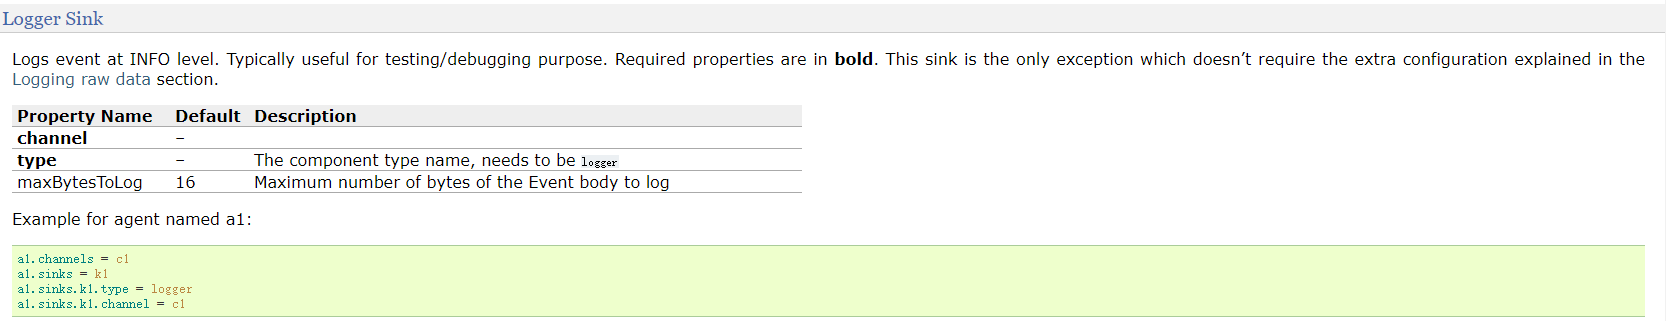 Logger Sink
Logs event at INFO level. Typically useful for testing/debugging purpose. Required properties are in bold. This sink is the only exception which doesn’t require the extra configuration explained in the
Logging raw data section.
Property Name Default Description
channel –
type – The component type name, needs to be logger
maxBytesToLog 16 Maximum number of bytes of the Event body to log
Example for agent named a1:
a1.channels = c1
a1.sinks = k1
a1.sinks.k1.type = logger
a1.sinks.k1.channel = c1